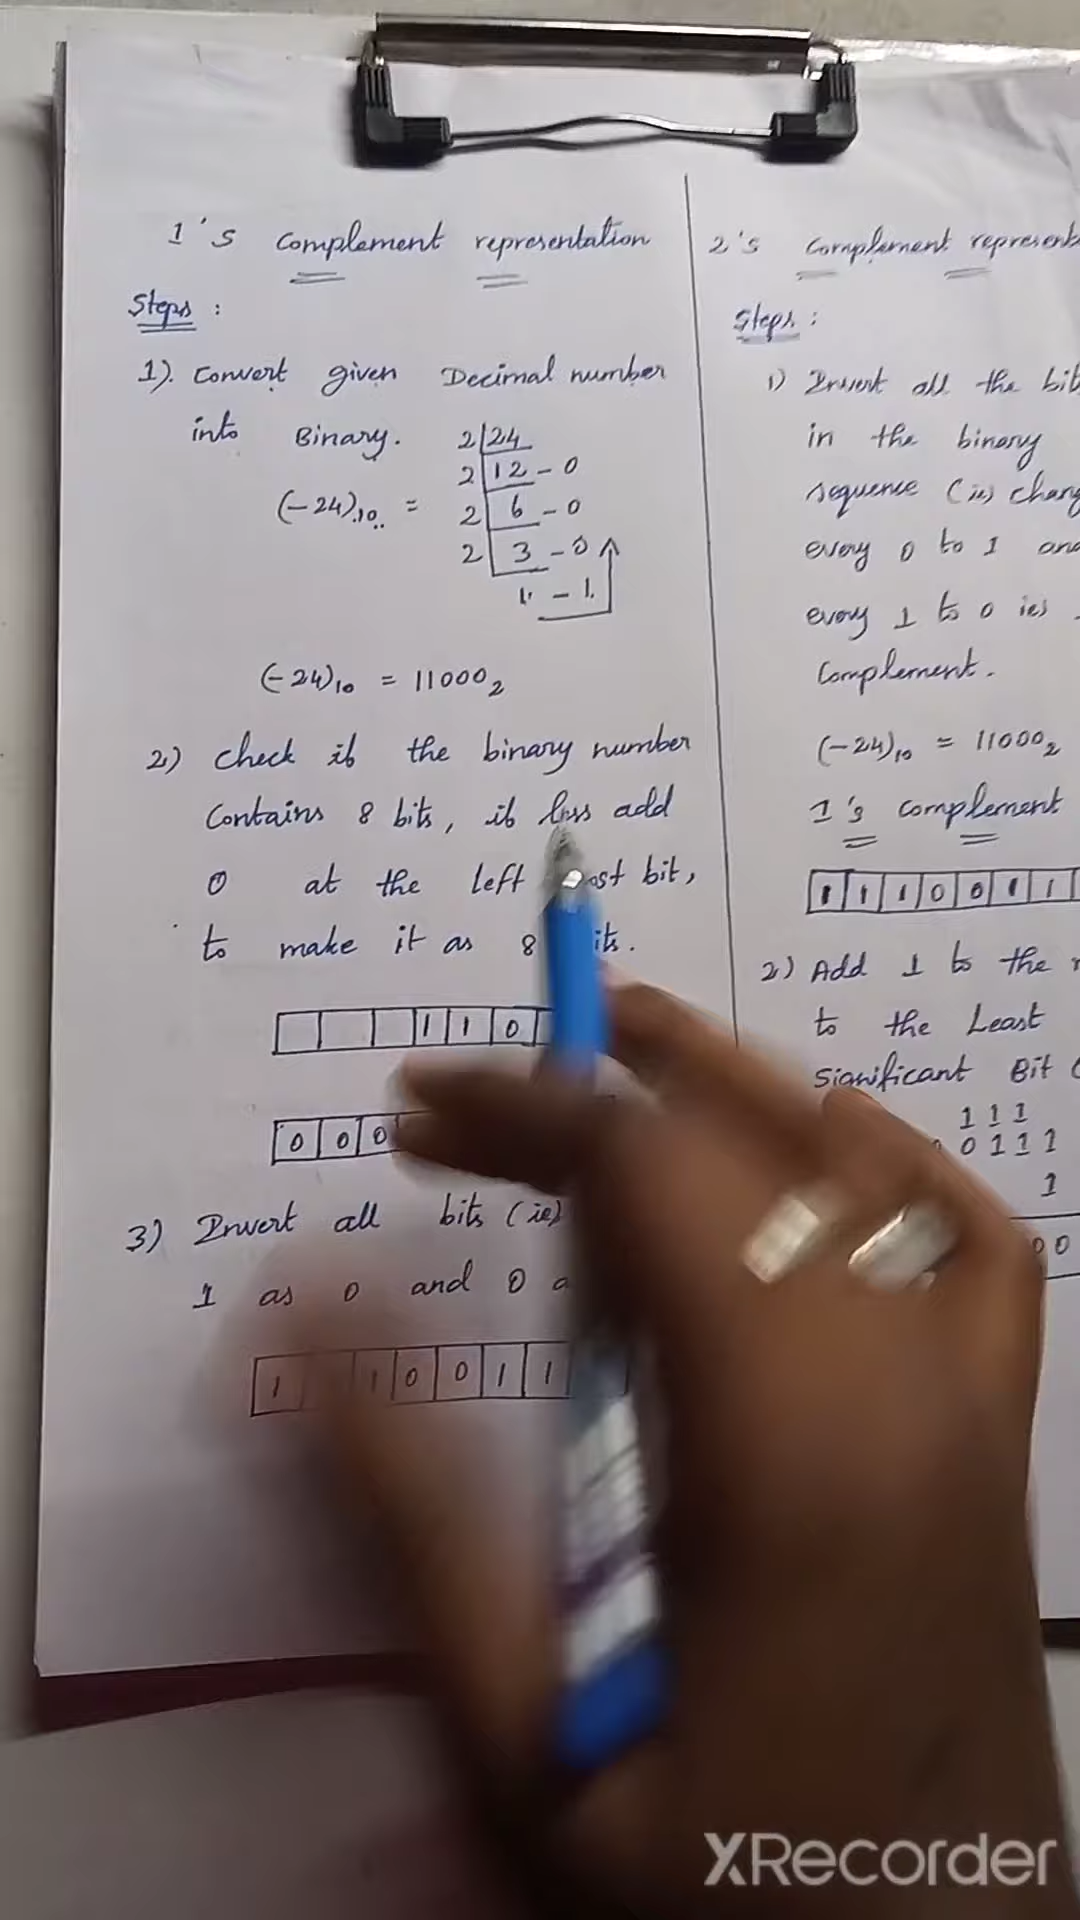 1's Complement representation
Steps :
1). Convert given Decimal number
into Binary.
2 24
2 12 - 0
(-24)10 = 2 6 - 0
2 3 - 0
1 - 1
(-24)10 = 110002
2) Check if the binary number
Contains 8 bits, if less add
0 at the left bit,
to make it as 8
1 1 0
0 0 0
3) Invert all bits (ie)
1 as 0 and 0
1 1 0 0 1 1
2's Complement
Steps :
1) Invert all the
in the binary
sequence (ie)
every 0 to 1
every 1 to 0 ie)
Complement.
(-24)10 = 110002
1's complement
1 1 1 0 0 1 1
2) Add 1 to the
to the Least
Significant Bit
1 1 1
0 1 1 1
1
0 0
XRecorder